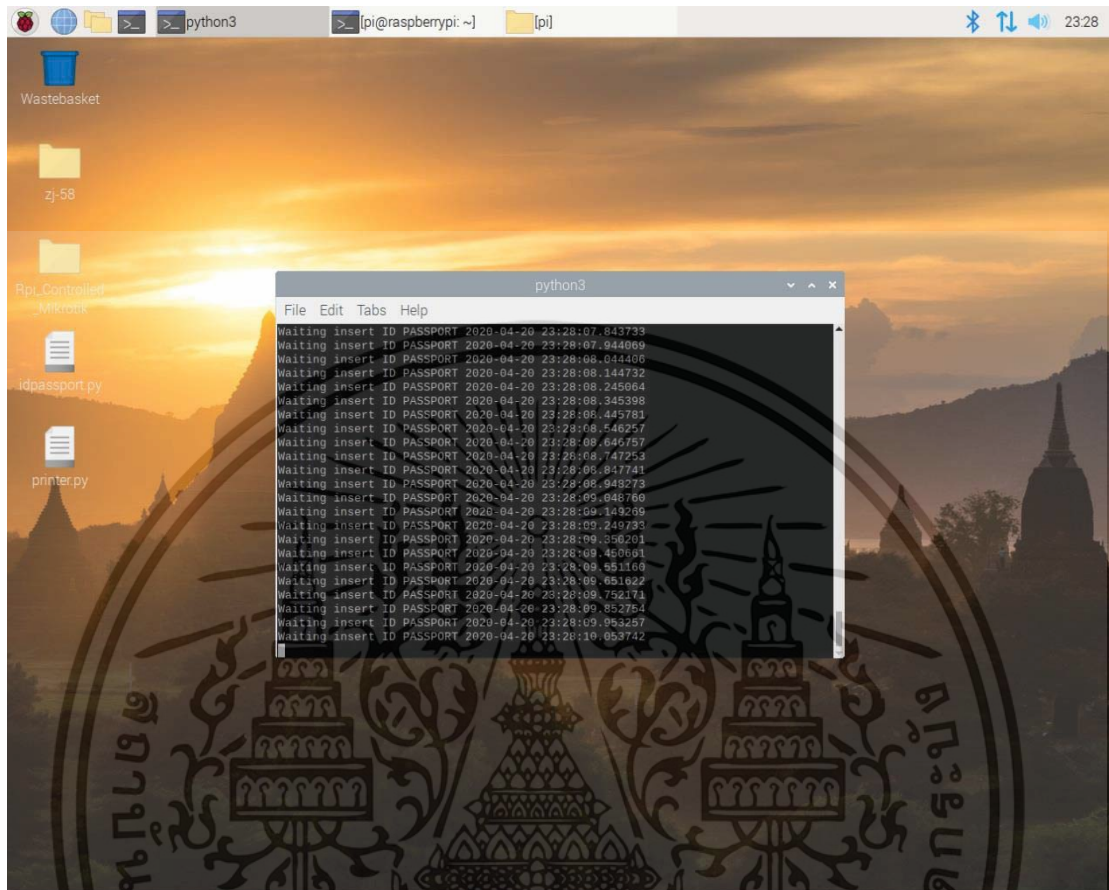 python3
[pi@raspberrypi: ~]
[pi]
23:28
Wastebasket
zj-58
Rpi_Controlled
_Mikrotik
idpassport.py
printer.py
python3
File Edit Tabs Help
Waiting insert ID PASSPORT 2020-04-20 23:28:07.843733
Waiting insert ID PASSPORT 2020-04-20 23:28:07.944069
Waiting insert ID PASSPORT 2020-04-20 23:28:08.044406
Waiting insert ID PASSPORT 2020-04-20 23:28:08.144732
Waiting insert ID PASSPORT 2020-04-20 23:28:08.245064
Waiting insert ID PASSPORT 2020-04-20 23:28:08.345398
Waiting insert ID PASSPORT 2020-04-20 23:28:08.445781
Waiting insert ID PASSPORT 2020-04-20 23:28:08.546257
Waiting insert ID PASSPORT 2020-04-20 23:28:08.646757
Waiting insert ID PASSPORT 2020-04-20 23:28:08.747253
Waiting insert ID PASSPORT 2020-04-20 23:28:08.847741
Waiting insert ID PASSPORT 2020-04-20 23:28:08.948273
Waiting insert ID PASSPORT 2020-04-20 23:28:09.048760
Waiting insert ID PASSPORT 2020-04-20 23:28:09.149269
Waiting insert ID PASSPORT 2020-04-20 23:28:09.249733
Waiting insert ID PASSPORT 2020-04-20 23:28:09.350201
Waiting insert ID PASSPORT 2020-04-20 23:28:09.450661
Waiting insert ID PASSPORT 2020-04-20 23:28:09.551160
Waiting insert ID PASSPORT 2020-04-20 23:28:09.651622
Waiting insert ID PASSPORT 2020-04-20 23:28:09.752171
Waiting insert ID PASSPORT 2020-04-20 23:28:09.852754
Waiting insert ID PASSPORT 2020-04-20 23:28:09.953257
Waiting insert ID PASSPORT 2020-04-20 23:28:10.053742